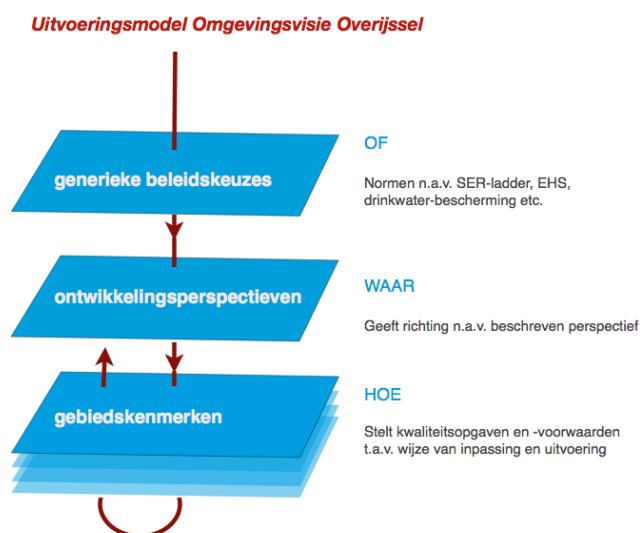 Uitvoeringsmodel Omgevingsvisie Overijssel
generieke beleidskeuzes
OF
Normen n.a.v. SER-ladder, EHS,
drinkwater-bescherming etc.
ontwikkelingsperspectieven
WAAR
Geeft richting n.a.v. beschreven perspectief
gebiedskenmerken
HOE
Stelt kwaliteitsopgaven en -voorwaarden
t.a.v. wijze van inpassing en uitvoering